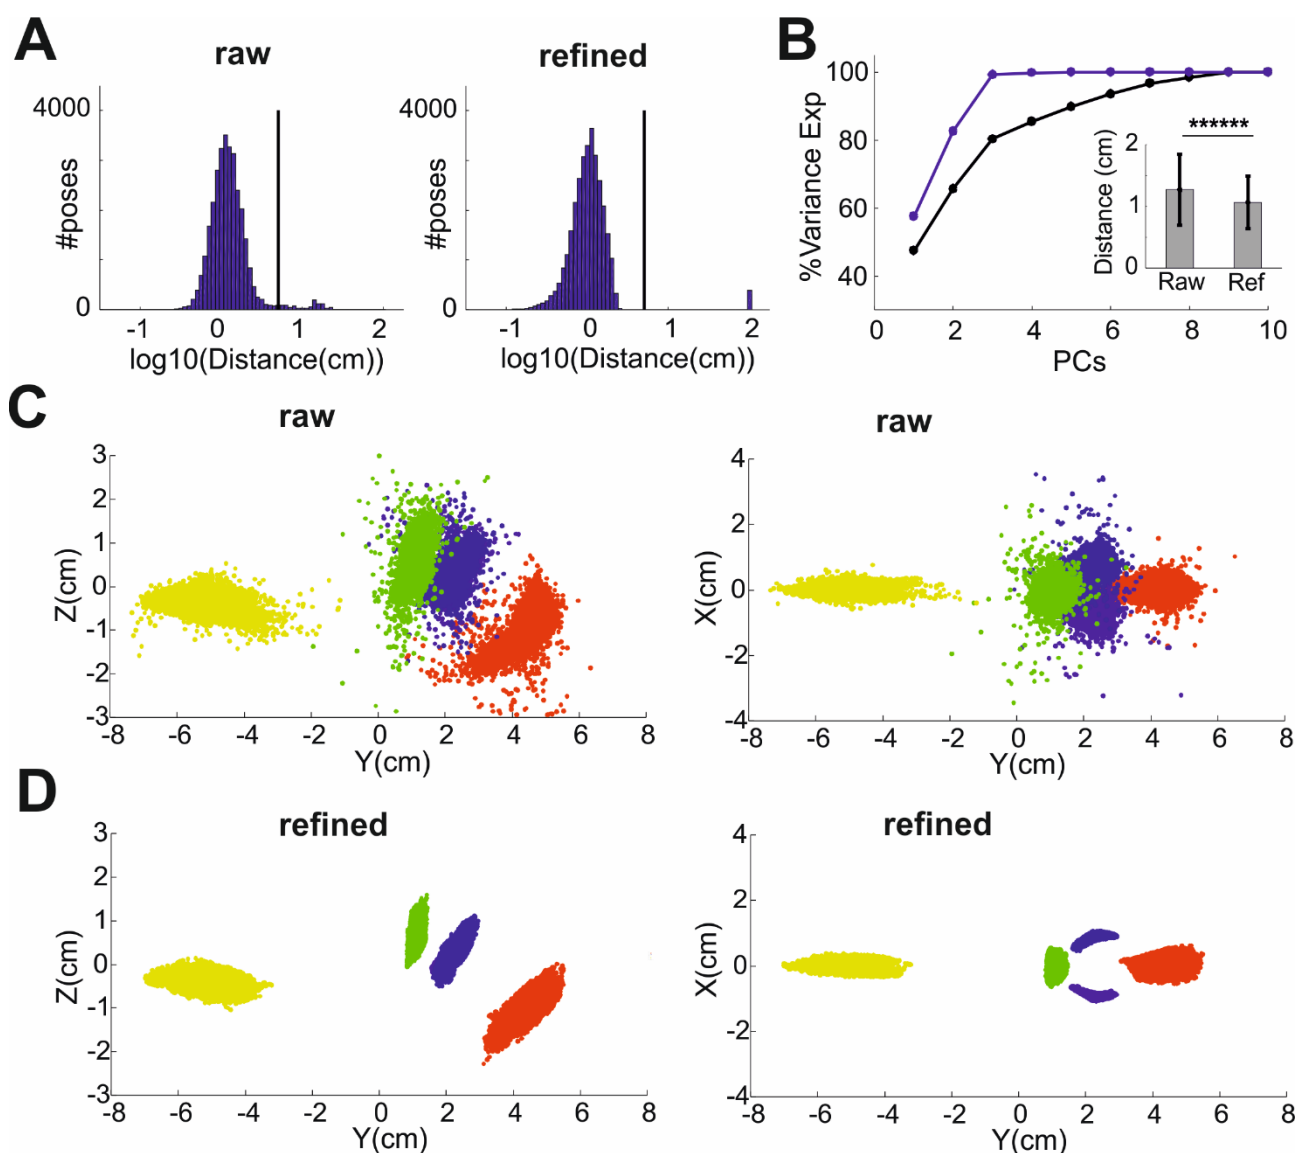 A
raw
refined
4000
#poses
0
-1 0 1 2
log10(Distance(cm))
4000
#poses
0
-1 0 1 2
log10(Distance(cm))
B
%Variance Exp
100
80
60
40
0 2 4 6 8 10
PCs
******
Distance (cm)
2
1
0
Raw Ref
C
raw
Z(cm)
3
2
1
0
-1
-2
-3
-8 -6 -4 -2 0 2 4 6 8
Y(cm)
raw
X(cm)
4
2
0
-2
-4
-8 -6 -4 -2 0 2 4 6 8
Y(cm)
D
refined
Z(cm)
3
2
1
0
-1
-2
-3
-8 -6 -4 -2 0 2 4 6 8
Y(cm)
refined
X(cm)
4
2
0
-2
-4
-8 -6 -4 -2 0 2 4 6 8
Y(cm)